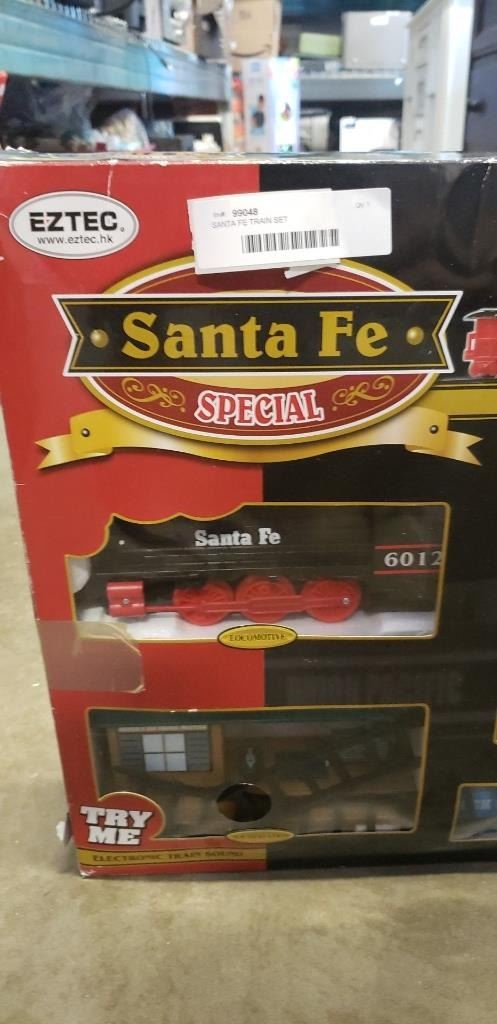 EZTEC®
www.eztec.hk
Inv#: 99048
QTY: 1
SANTA FE TRAIN SET
Santa Fe
SPECIAL
Santa Fe
6012
LOCOMOTIVE
TRY
ME
ELECTRONIC TRAIN SOUND